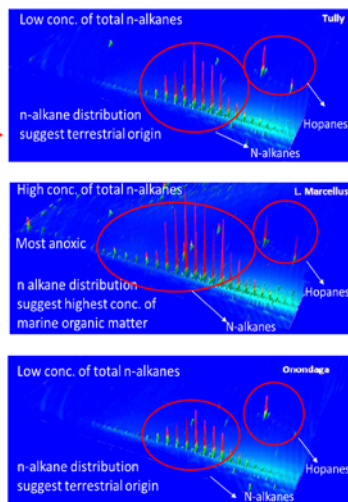 Low conc. of total n-alkanes
Tully
n-alkane distribution
suggest terrestrial origin
Hopanes
N-alkanes
High conc. of total n-alkanes
L. Marcellus
Most anoxic
n alkane distribution
suggest highest conc. of
marine organic matter
Hopanes
N-alkanes
Low conc. of total n-alkanes
Onondaga
n-alkane distribution
suggest terrestrial origin
Hopanes
N-alkanes